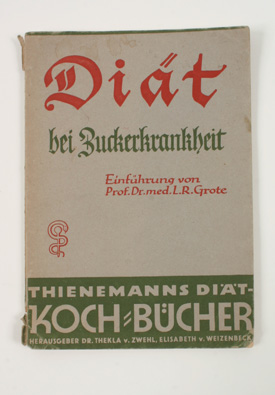 Diät
bei Zuckerkrankheit
Einführung von
Prof. Dr. med. L. R. Grote
THIENEMANNS DIÄT-
KOCH-BÜCHER
HERAUSGEBER DR. THEKLA v. ZWEHL, ELISABETH v. WEIZENBECK